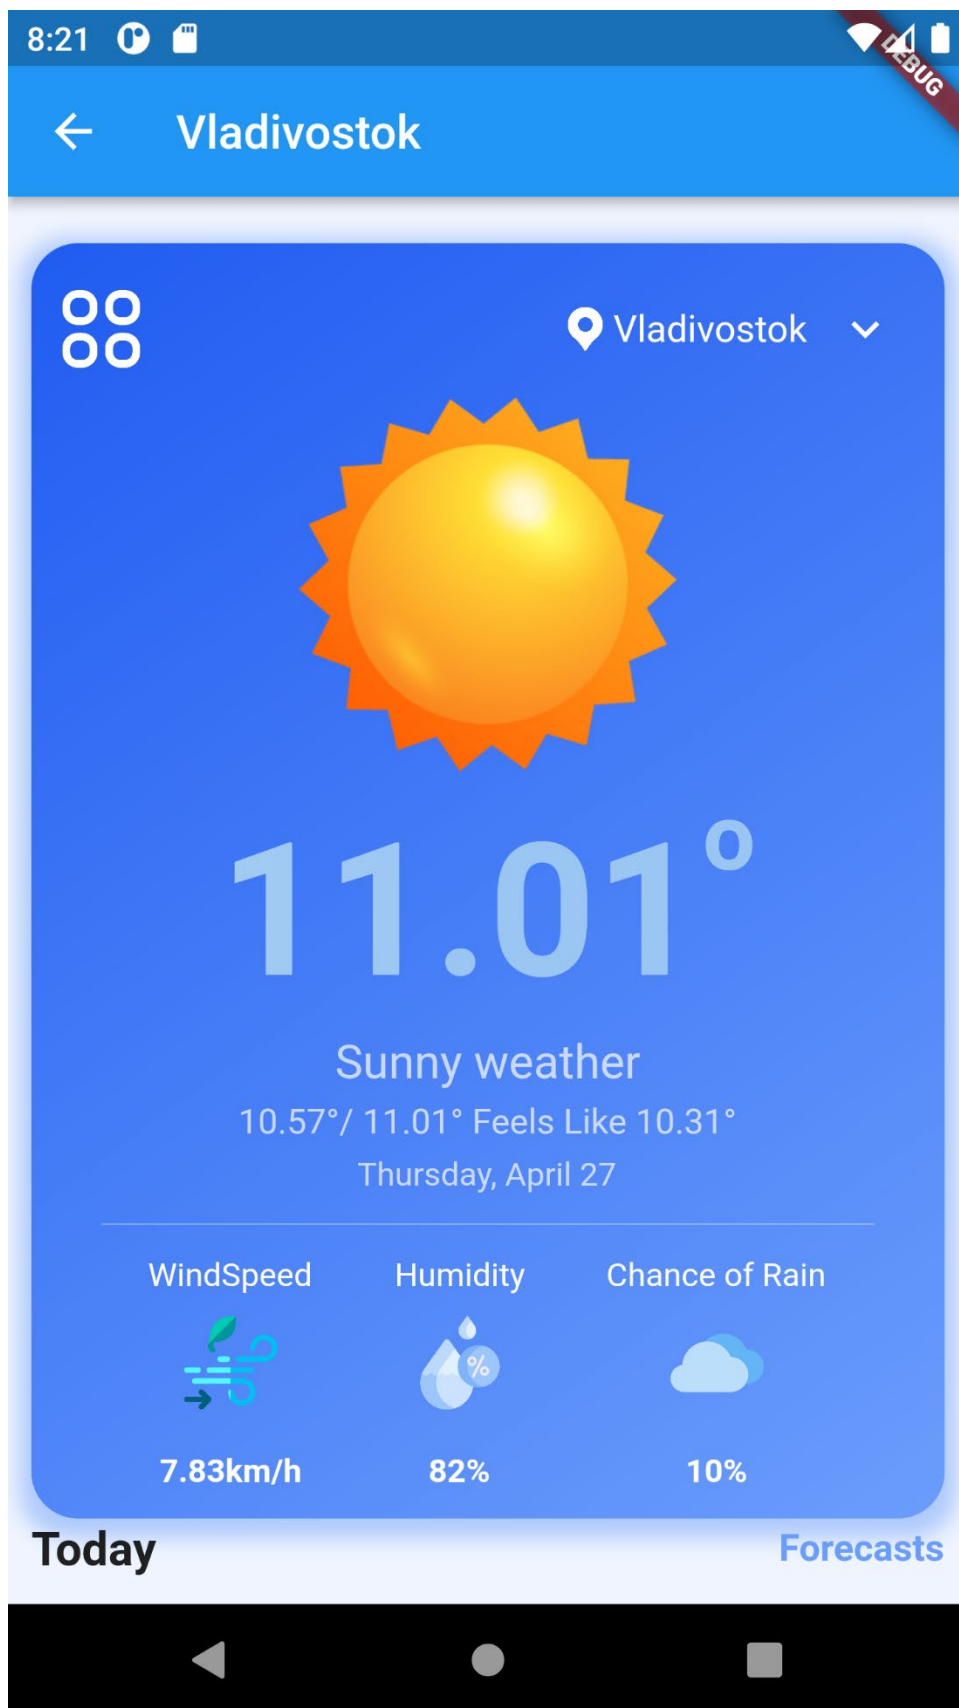 8:21
DEBUG
Vladivostok
Vladivostok
11.01°
Sunny weather
10.57°/ 11.01° Feels Like 10.31°
Thursday, April 27
WindSpeed Humidity Chance of Rain
%
7.83km/h 82% 10%
Today Forecasts